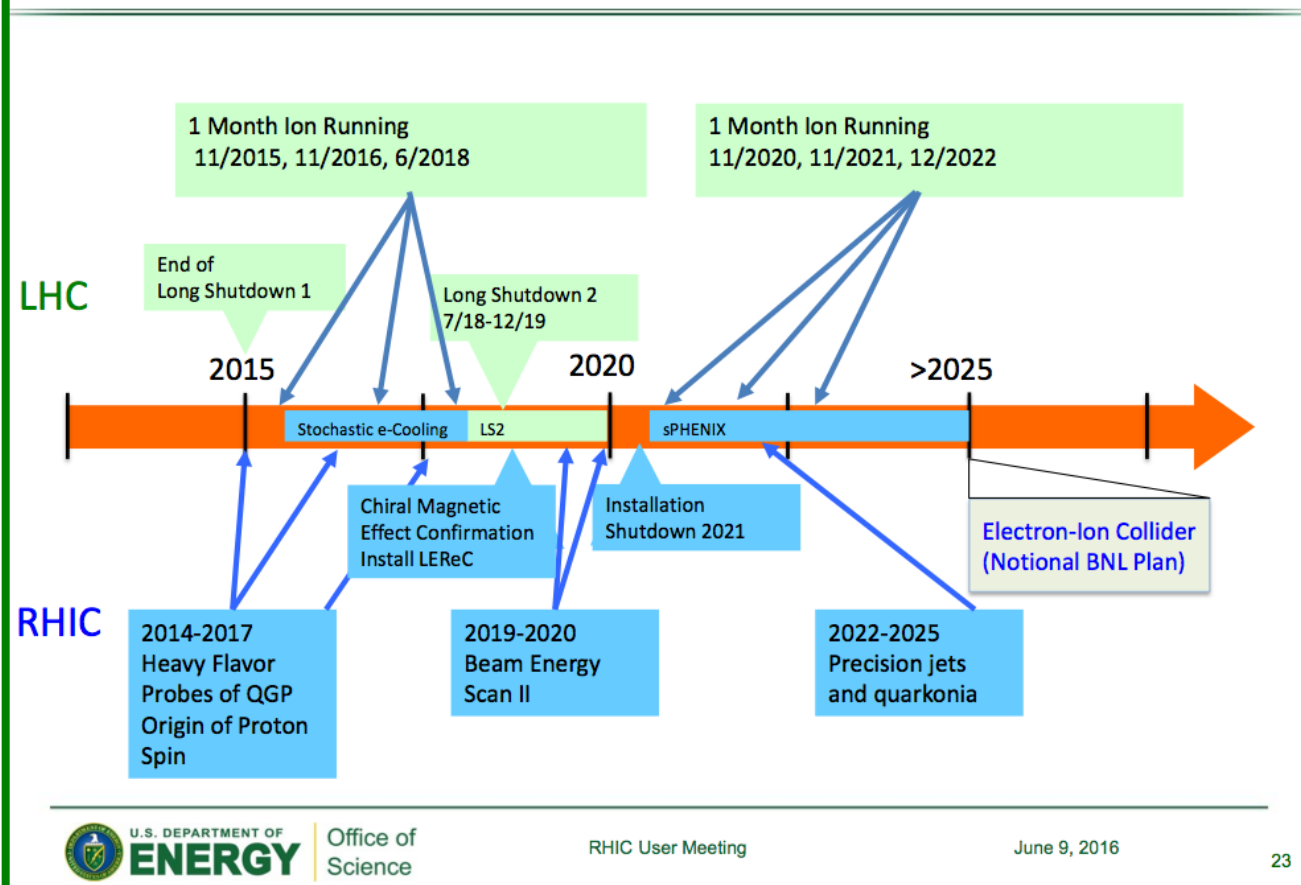 1 Month Ion Running
11/2015, 11/2016, 6/2018
1 Month Ion Running
11/2020, 11/2021, 12/2022
End of
Long Shutdown 1
LHC
Long Shutdown 2
7/18-12/19
2015
2020
>2025
Stochastic e-Cooling
LS2
sPHENIX
Chiral Magnetic
Effect Confirmation
Install LEReC
Installation
Shutdown 2021
Electron-Ion Collider
(Notional BNL Plan)
RHIC
2014-2017
Heavy Flavor
Probes of QGP
Origin of Proton
Spin
2019-2020
Beam Energy
Scan II
2022-2025
Precision jets
and quarkonia
U.S. DEPARTMENT OF
ENERGY
Office of
Science
RHIC User Meeting
June 9, 2016
23